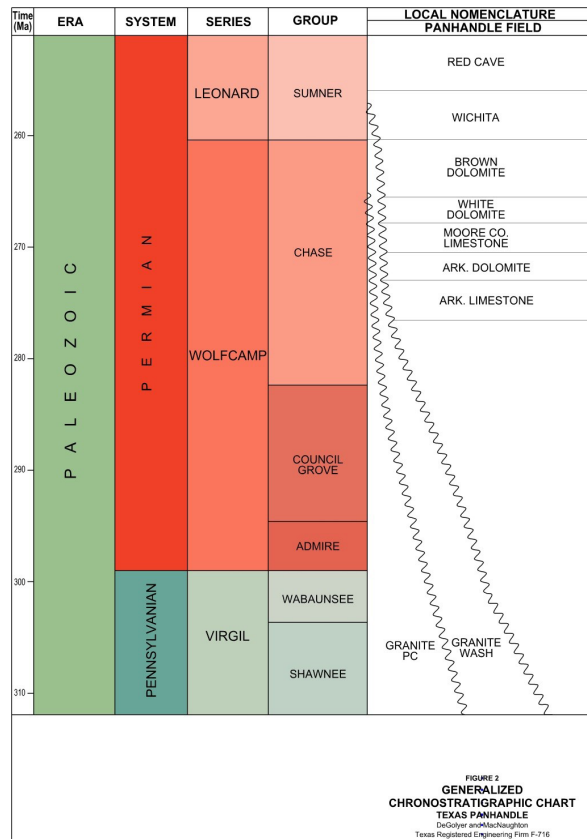 Time
(Ma)
ERA
SYSTEM
SERIES
GROUP
LOCAL NOMENCLATURE
PANHANDLE FIELD
260
270
280
290
300
310
PALEOZOIC
PERMIAN
PENNSYLVANIAN
LEONARD
WOLFCAMP
VIRGIL
SUMNER
CHASE
COUNCIL
GROVE
ADMIRE
WABAUNSEE
SHAWNEE
RED CAVE
WICHITA
BROWN
DOLOMITE
WHITE
DOLOMITE
MOORE CO.
LIMESTONE
ARK. DOLOMITE
ARK. LIMESTONE
GRANITE
PC
GRANITE
WASH
FIGURE 2
GENERALIZED
CHRONOSTRATIGRAPHIC CHART
TEXAS PANHANDLE
DeGolyer and MacNaughton
Texas Registered Engineering Firm F-716